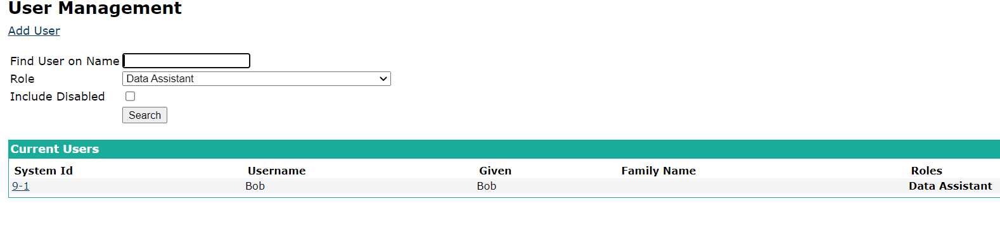 User Management
Add User
Find User on Name
Role Data Assistant
Include Disabled
Search
Current Users
System Id Username Given Family Name Roles
9-1 Bob Bob Data Assistant